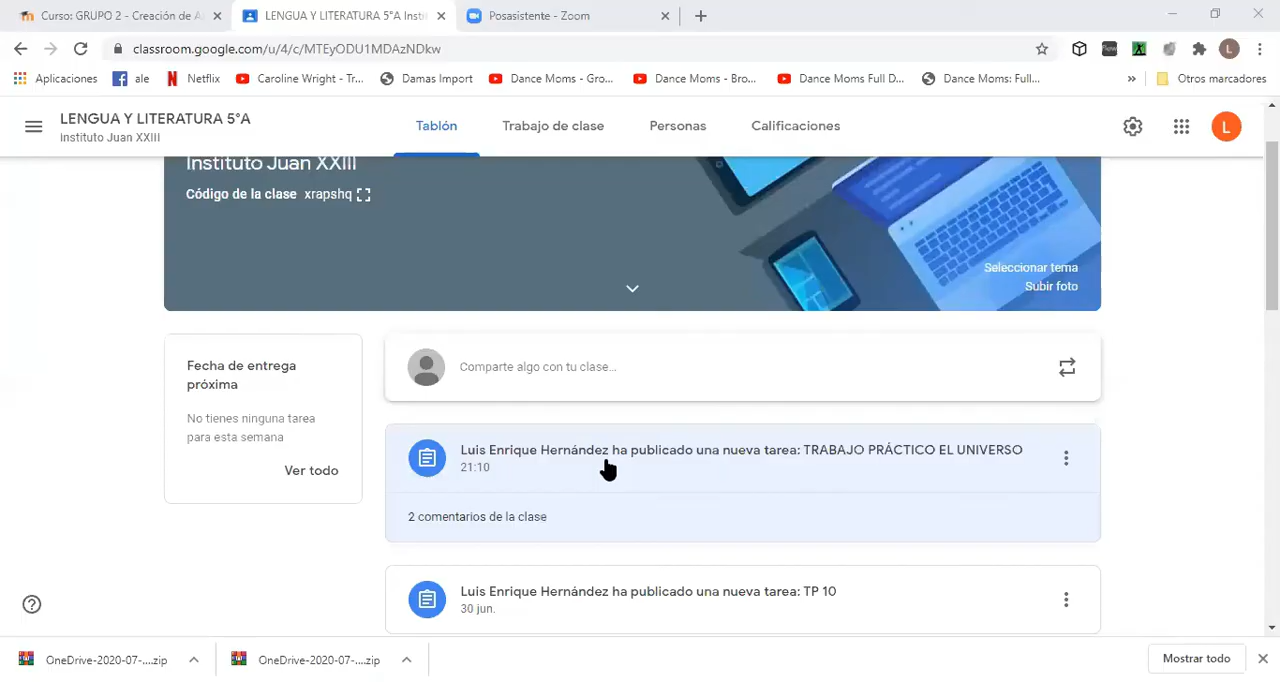 Curso: GRUPO 2 - Creación de A
LENGUA Y LITERATURA 5°A Insti
Posasistente - Zoom
classroom.google.com/u/4/c/MTEyODU1MDAzNDkw
L
Aplicaciones
ale
Netflix
Caroline Wright - Tr...
Damas Import
Dance Moms - Gro...
Dance Moms - Bro...
Dance Moms Full D...
Dance Moms: Full...
»
Otros marcadores
LENGUA Y LITERATURA 5°A
Instituto Juan XXIII
Tablón
Trabajo de clase
Personas
Calificaciones
L
Instituto Juan XXIII
Código de la clase xrapshq
Seleccionar tema
Subir foto
Fecha de entrega
próxima
No tienes ninguna tarea
para esta semana
Ver todo
Comparte algo con tu clase...
Luis Enrique Hernández ha publicado una nueva tarea: TRABAJO PRÁCTICO EL UNIVERSO
21:10
2 comentarios de la clase
Luis Enrique Hernández ha publicado una nueva tarea: TP 10
30 jun.
OneDrive-2020-07-....zip
OneDrive-2020-07-....zip
Mostrar todo